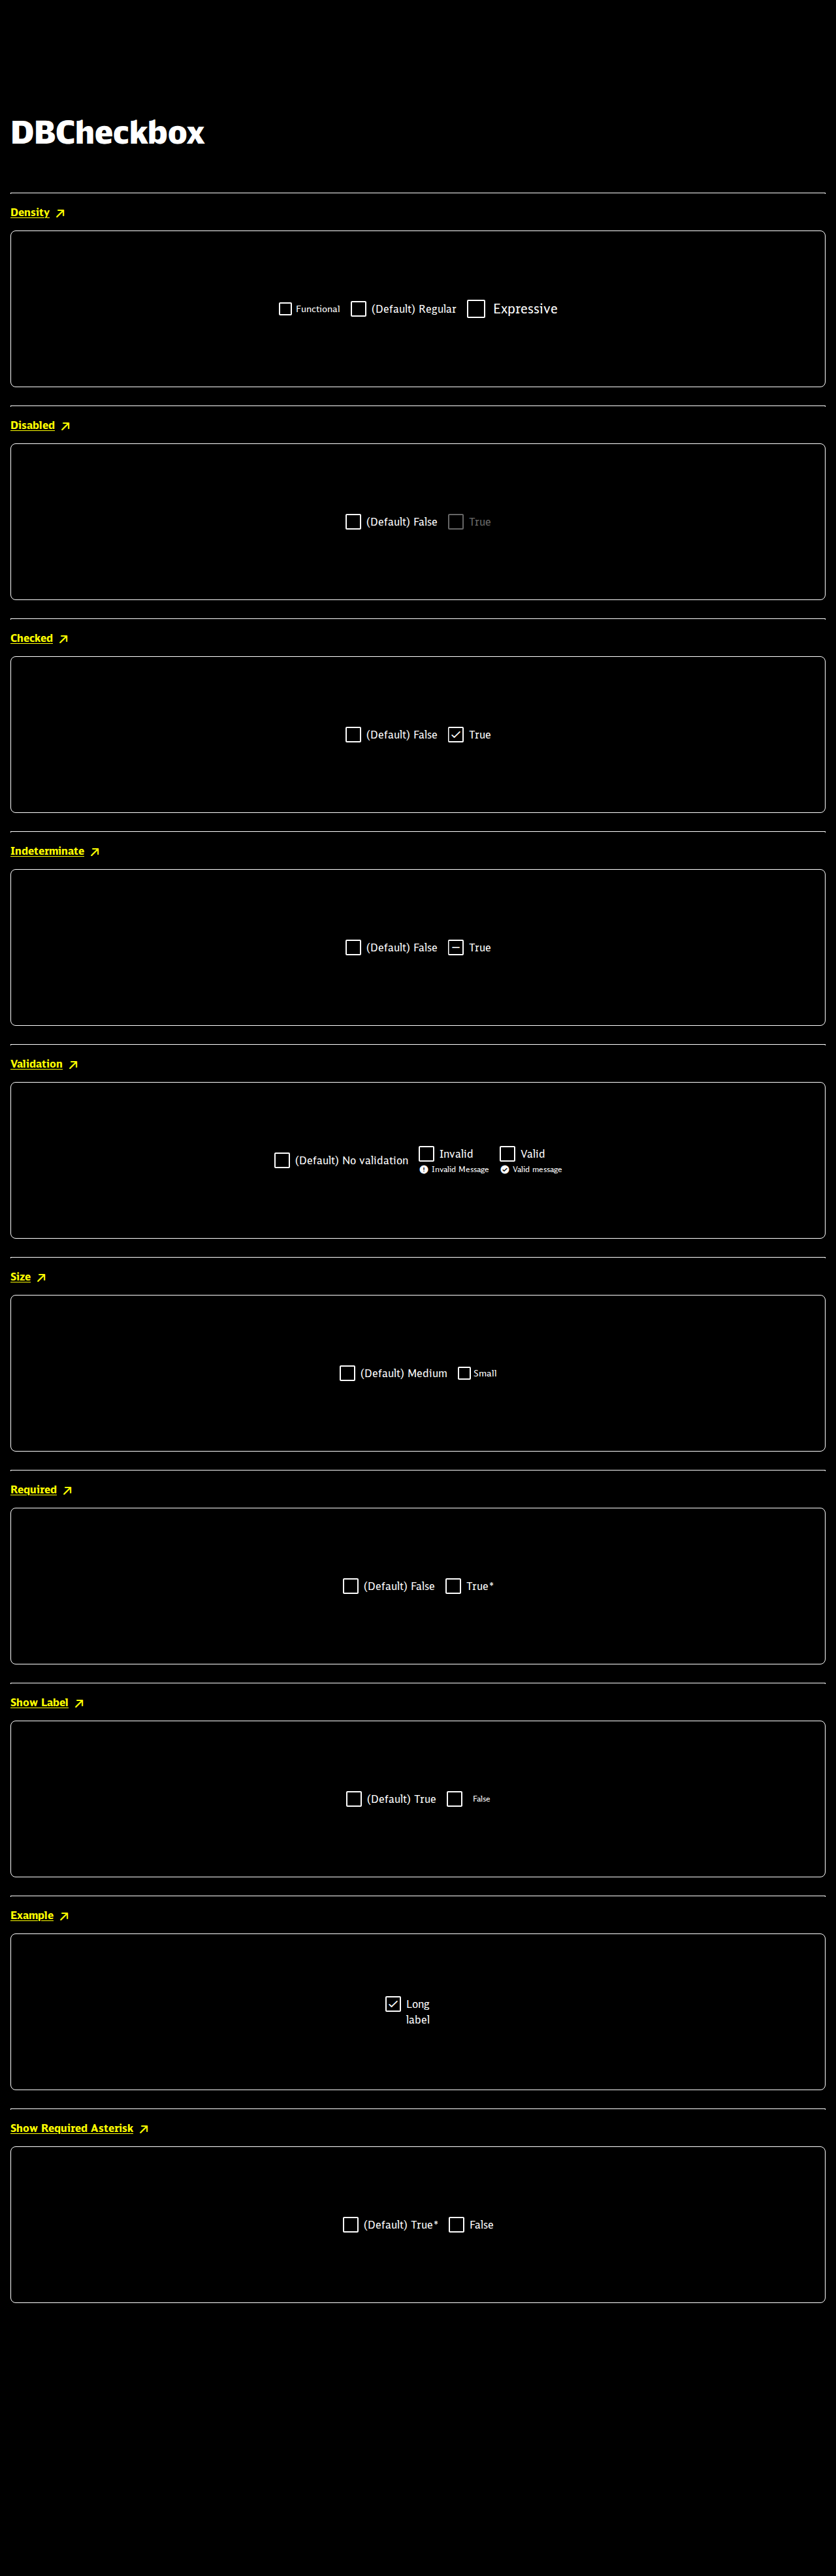 DBCheckbox
Density
Functional (Default) Regular Expressive
Disabled
(Default) False True
Checked
(Default) False True
Indeterminate
(Default) False True
Validation
(Default) No validation Invalid Valid
Invalid Message Valid message
Size
(Default) Medium Small
Required
(Default) False True*
Show Label
(Default) True False
Example
Long
label
Show Required Asterisk
(Default) True* False